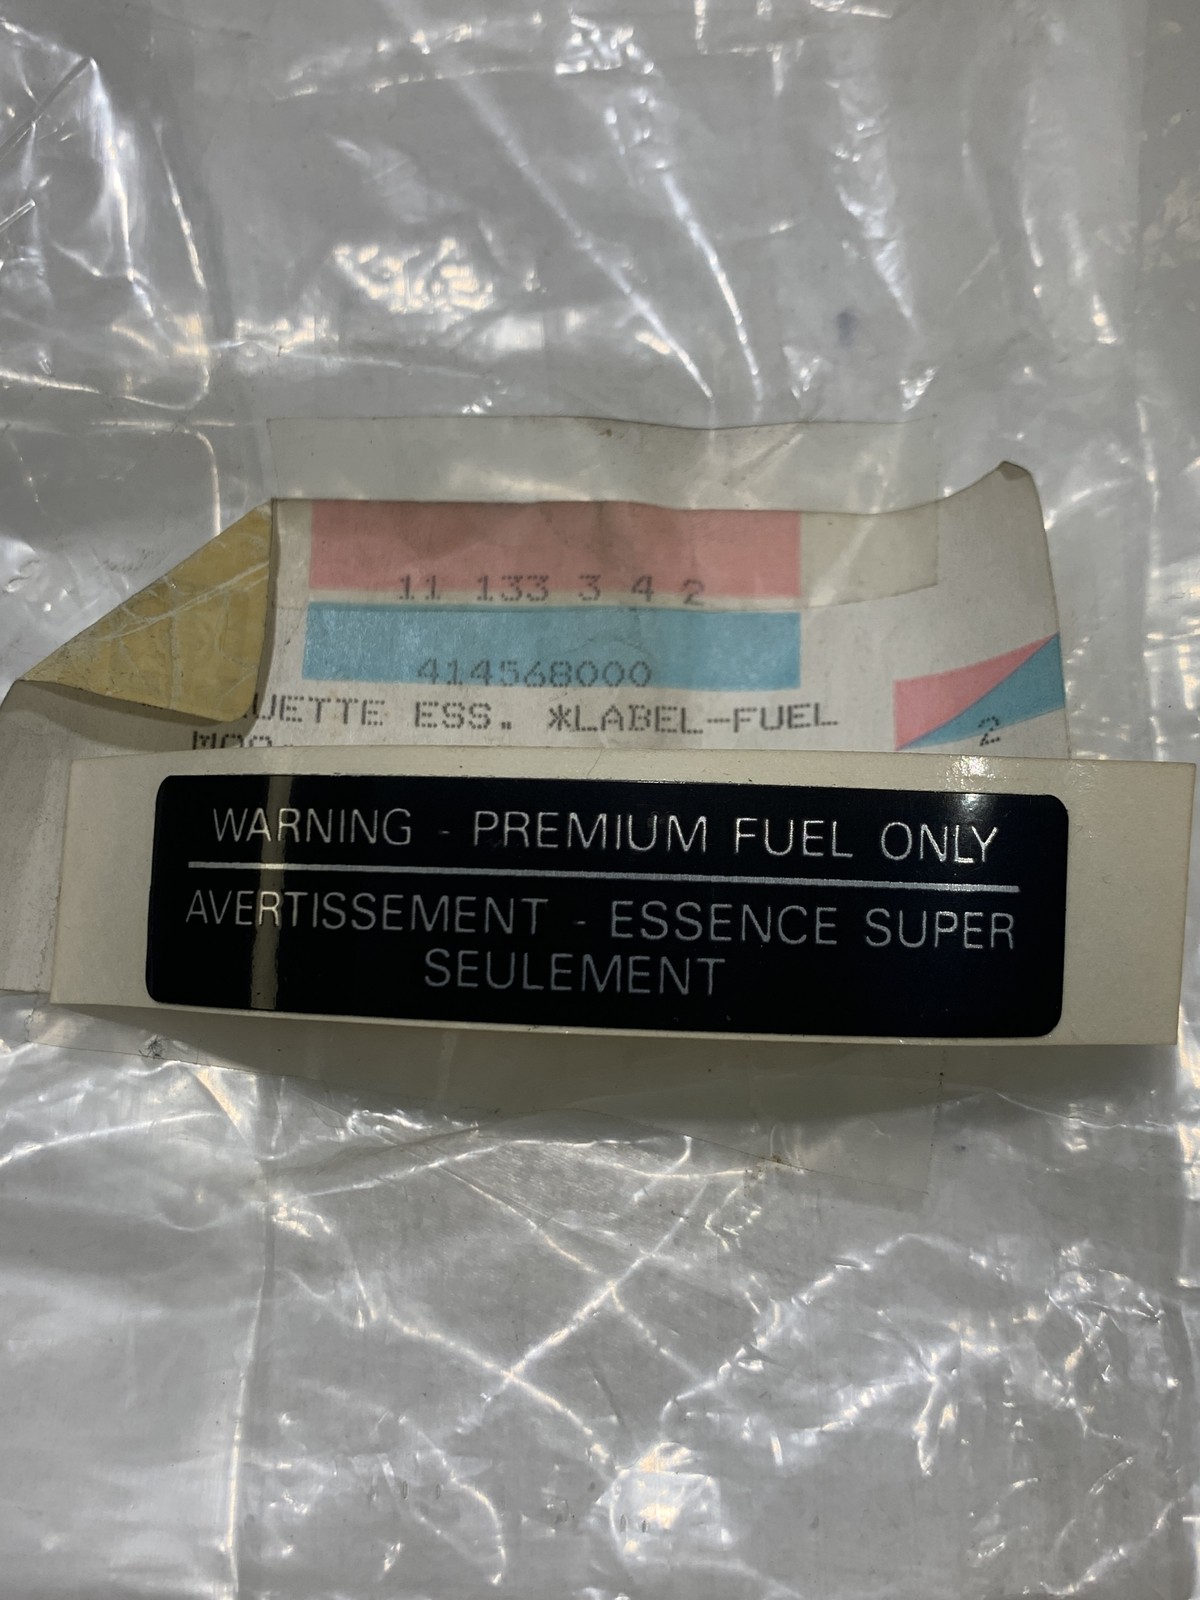 11 133 3 4 2
414568000
UETTE ESS. *LABEL-FUEL
2
WARNING - PREMIUM FUEL ONLY
AVERTISSEMENT - ESSENCE SUPER
SEULEMENT